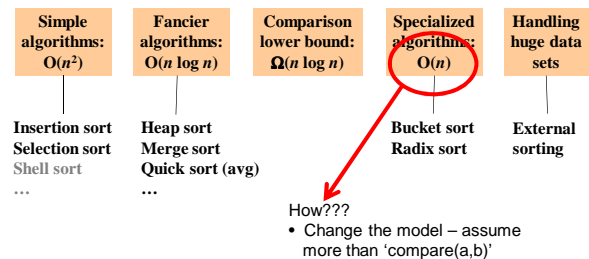 Simple
algorithms:
O(n²)
Fancier
algorithms:
O(n log n)
Comparison
lower bound:
Ω(n log n)
Specialized
algorithms:
O(n)
Handling
huge data
sets
Insertion sort
Selection sort
Shell sort
…
Heap sort
Merge sort
Quick sort (avg)
…
Bucket sort
Radix sort
External
sorting
How???
• Change the model – assume
more than 'compare(a,b)'